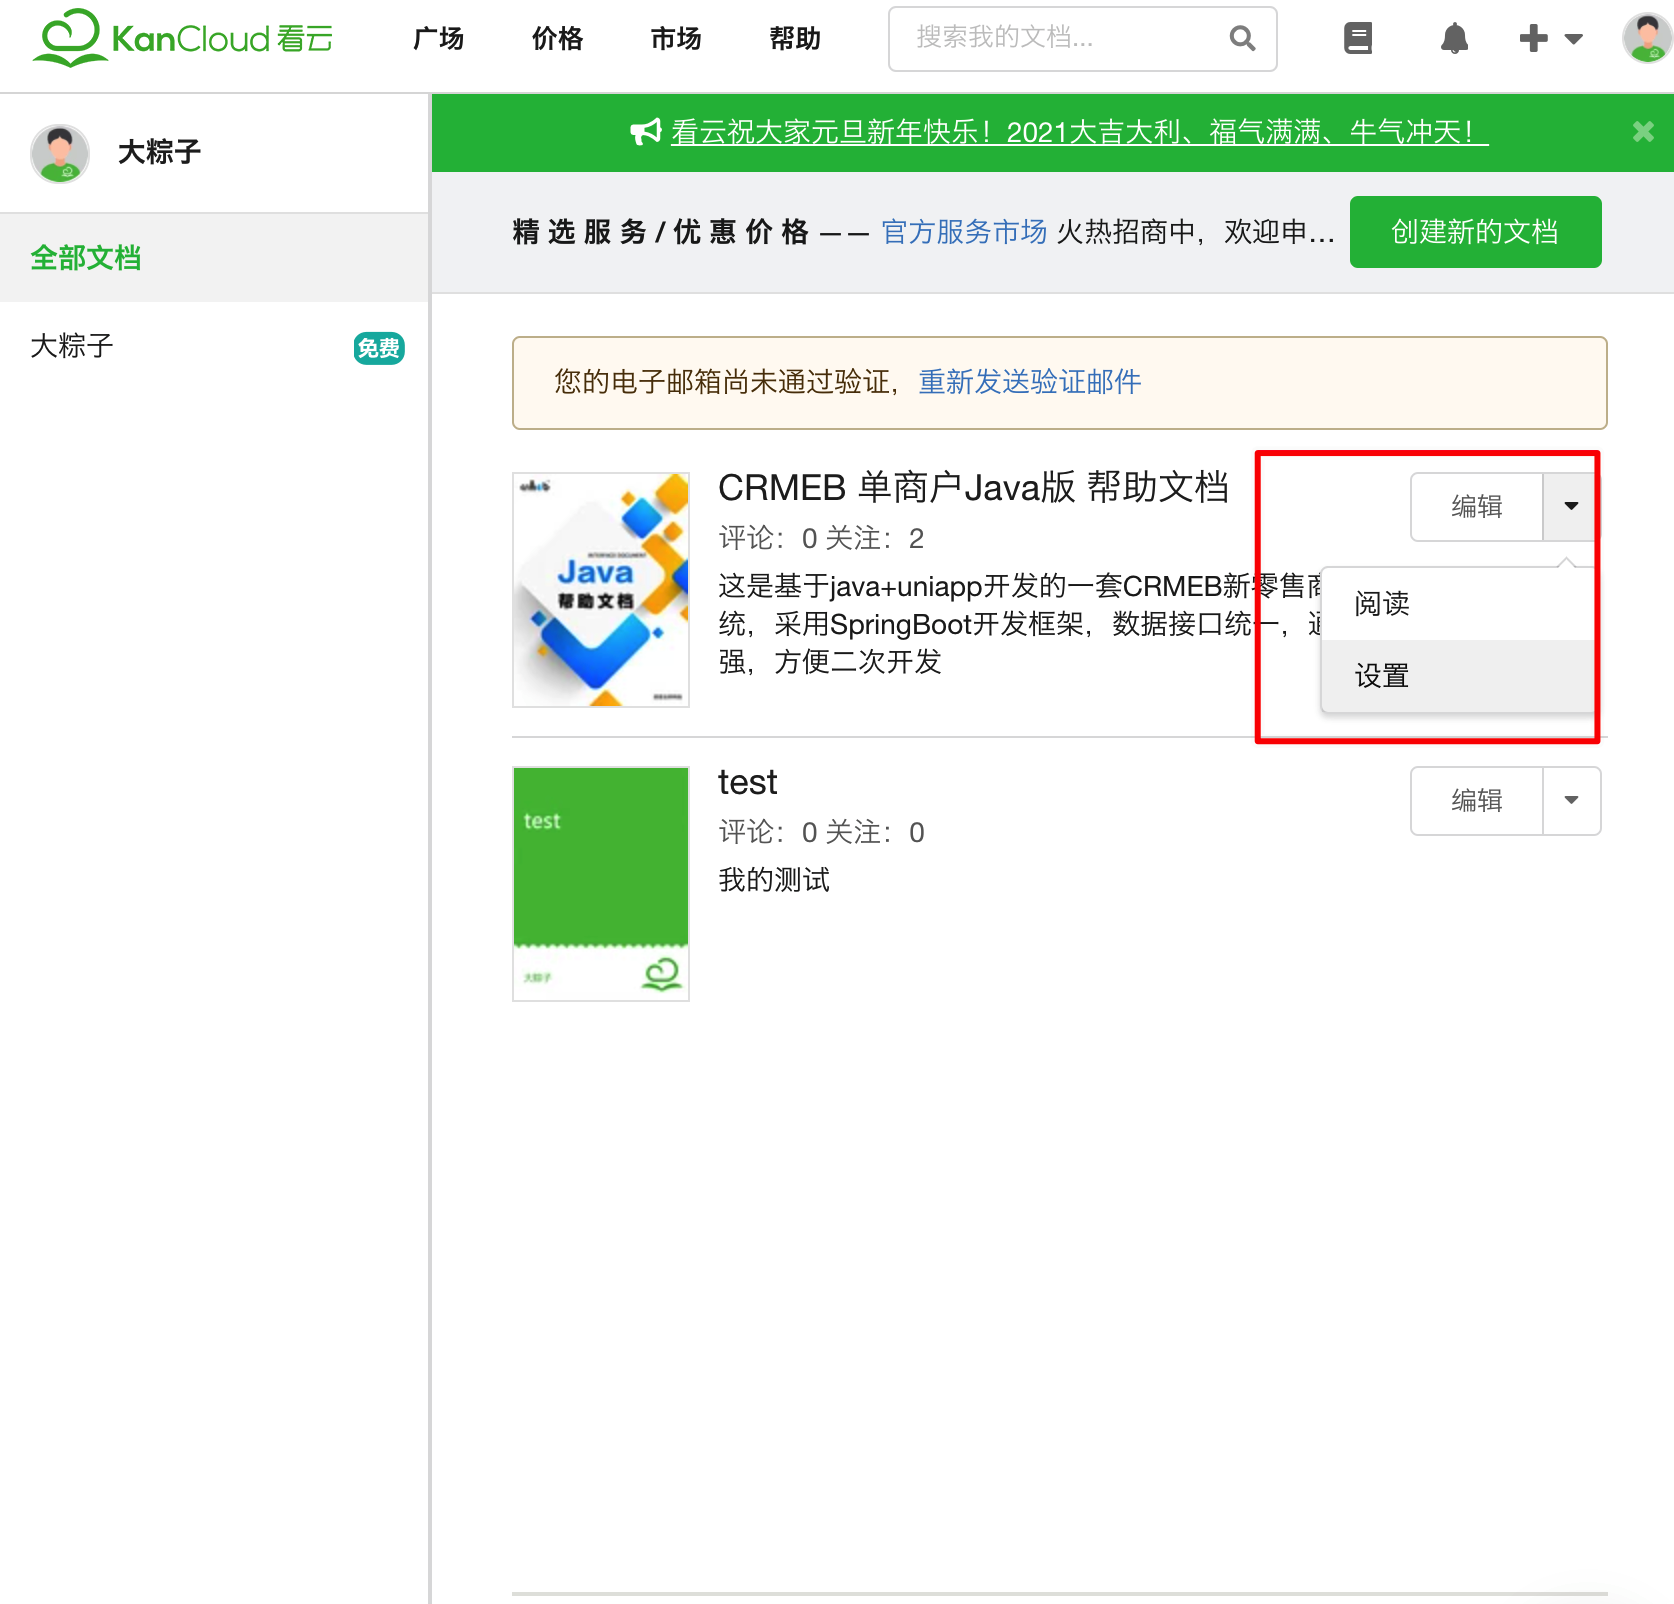 KanCloud 看云 广场 价格 市场 帮助 搜索我的文档...
大粽子
全部文档
大粽子 免费
看云祝大家元旦新年快乐！2021大吉大利、福气满满、牛气冲天！
精 选 服 务 / 优 惠 价 格 —— 官方服务市场 火热招商中，欢迎申... 创建新的文档
您的电子邮箱尚未通过验证，重新发送验证邮件
Java
帮助文档
CRMEB 单商户Java版 帮助文档
评论：0 关注：2
这是基于java+uniapp开发的一套CRMEB新零售
统，采用SpringBoot开发框架，数据接口统一，
强，方便二次开发
编辑
阅读
设置
test
大粽子
test
评论：0 关注：0
我的测试
编辑